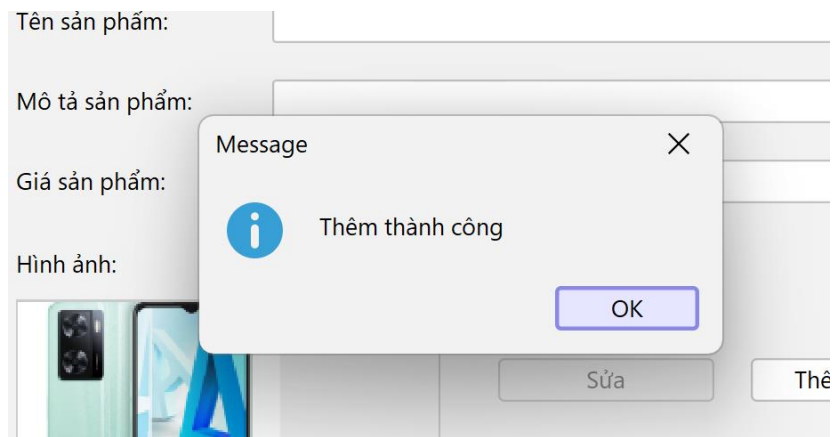 Tên sản phẩm:
Mô tả sản phẩm:
Message
Giá sản phẩm:
Thêm thành công
Hình ảnh:
OK
Sửa